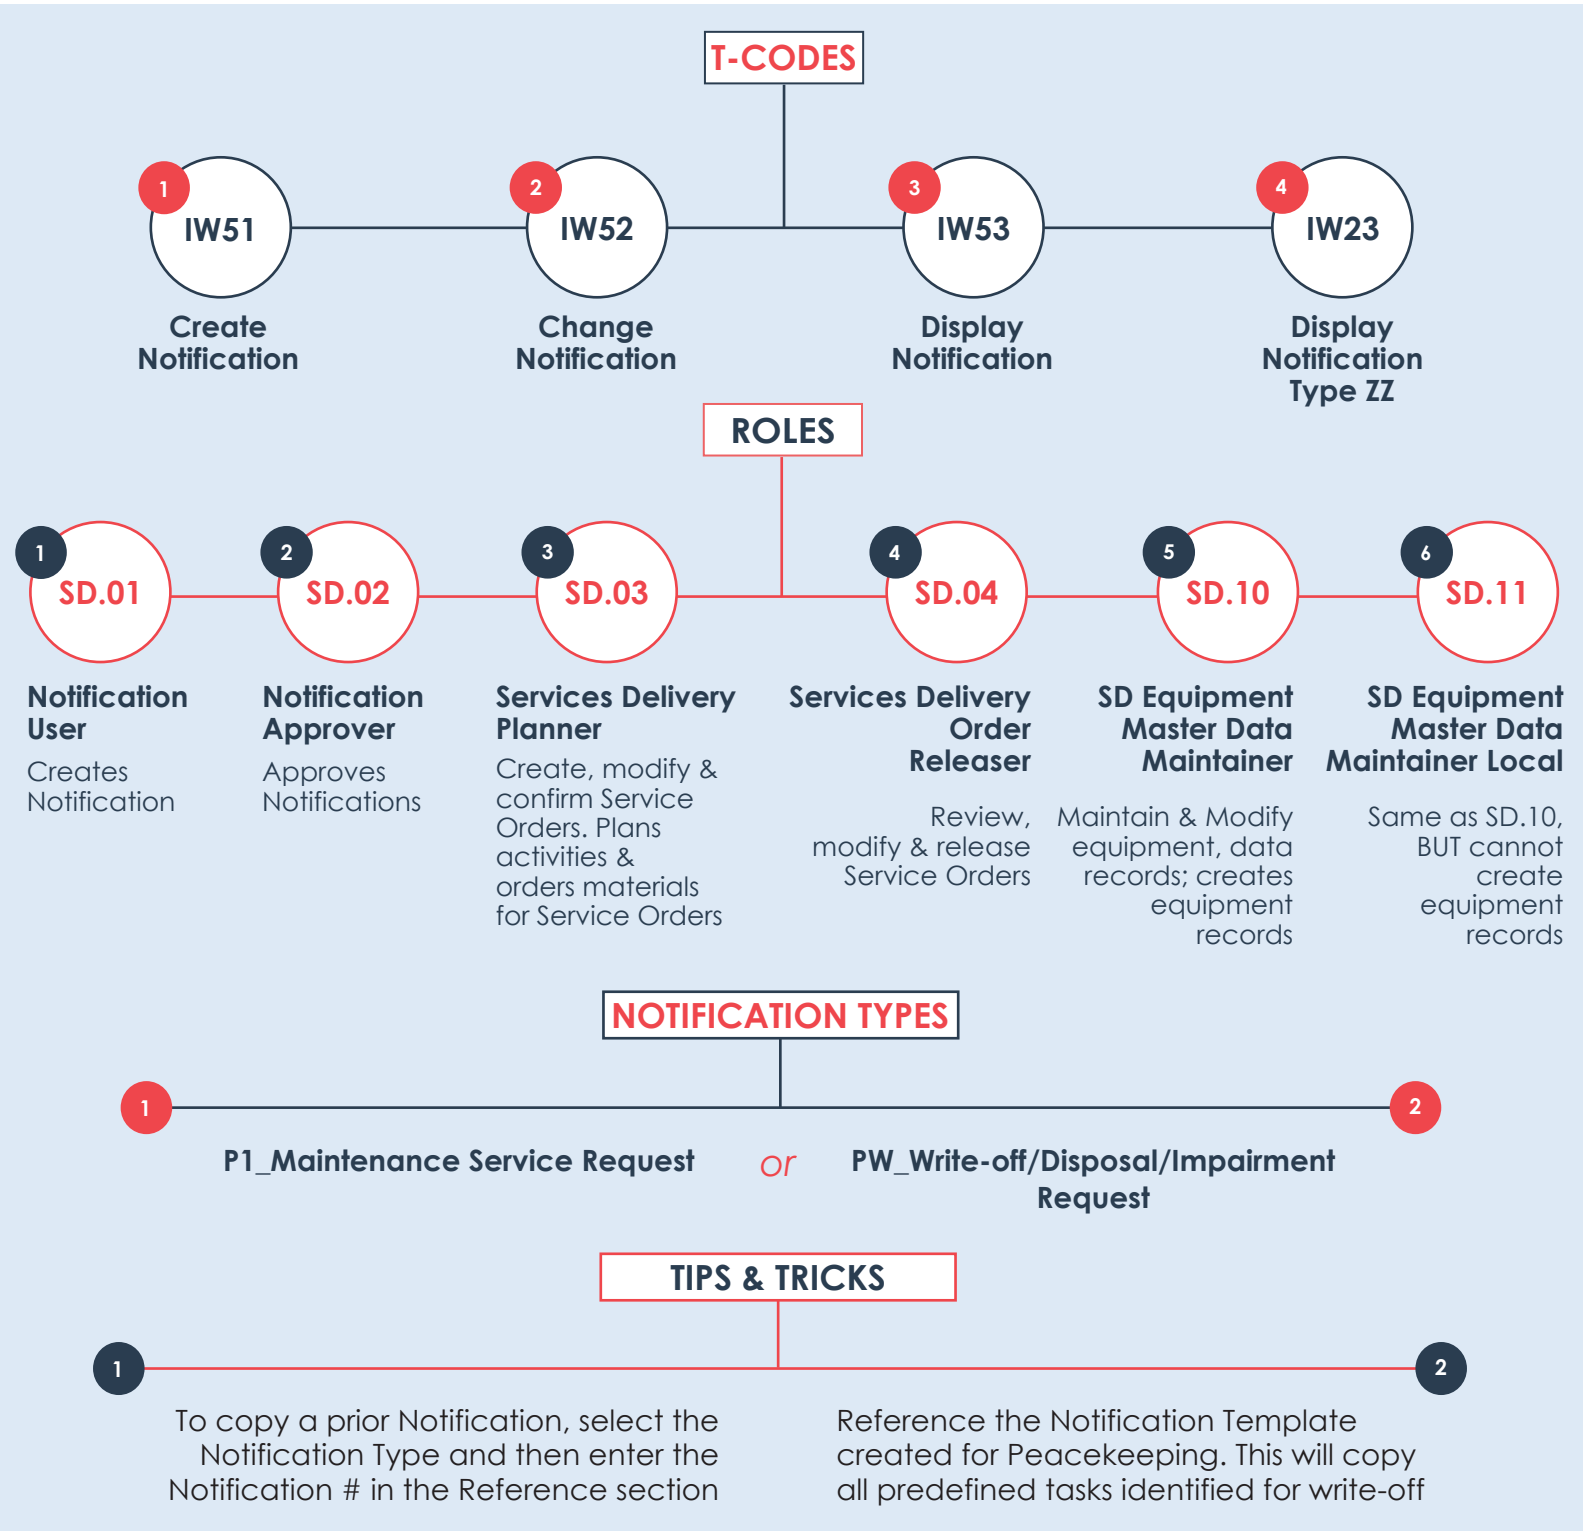 T-CODES
1
IW51
Create
Notification
2
IW52
Change
Notification
3
IW53
Display
Notification
4
IW23
Display
Notification
Type ZZ
ROLES
1
SD.01
Notification
User
Creates
Notification
2
SD.02
Notification
Approver
Approves
Notifications
3
SD.03
Services Delivery
Planner
Create, modify &
confirm Service
Orders. Plans
activities &
orders materials
for Service Orders
4
SD.04
Services Delivery
Order
Releaser
Review,
modify & release
Service Orders
5
SD.10
SD Equipment
Master Data
Maintainer
Maintain & Modify
equipment, data
records; creates
equipment
records
6
SD.11
SD Equipment
Master Data
Maintainer Local
Same as SD.10,
BUT cannot
create
equipment
records
NOTIFICATION TYPES
1
P1_Maintenance Service Request
or
2
PW_Write-off/Disposal/Impairment
Request
TIPS & TRICKS
1
To copy a prior Notification, select the
Notification Type and then enter the
Notification # in the Reference section
2
Reference the Notification Template
created for Peacekeeping. This will copy
all predefined tasks identified for write-off